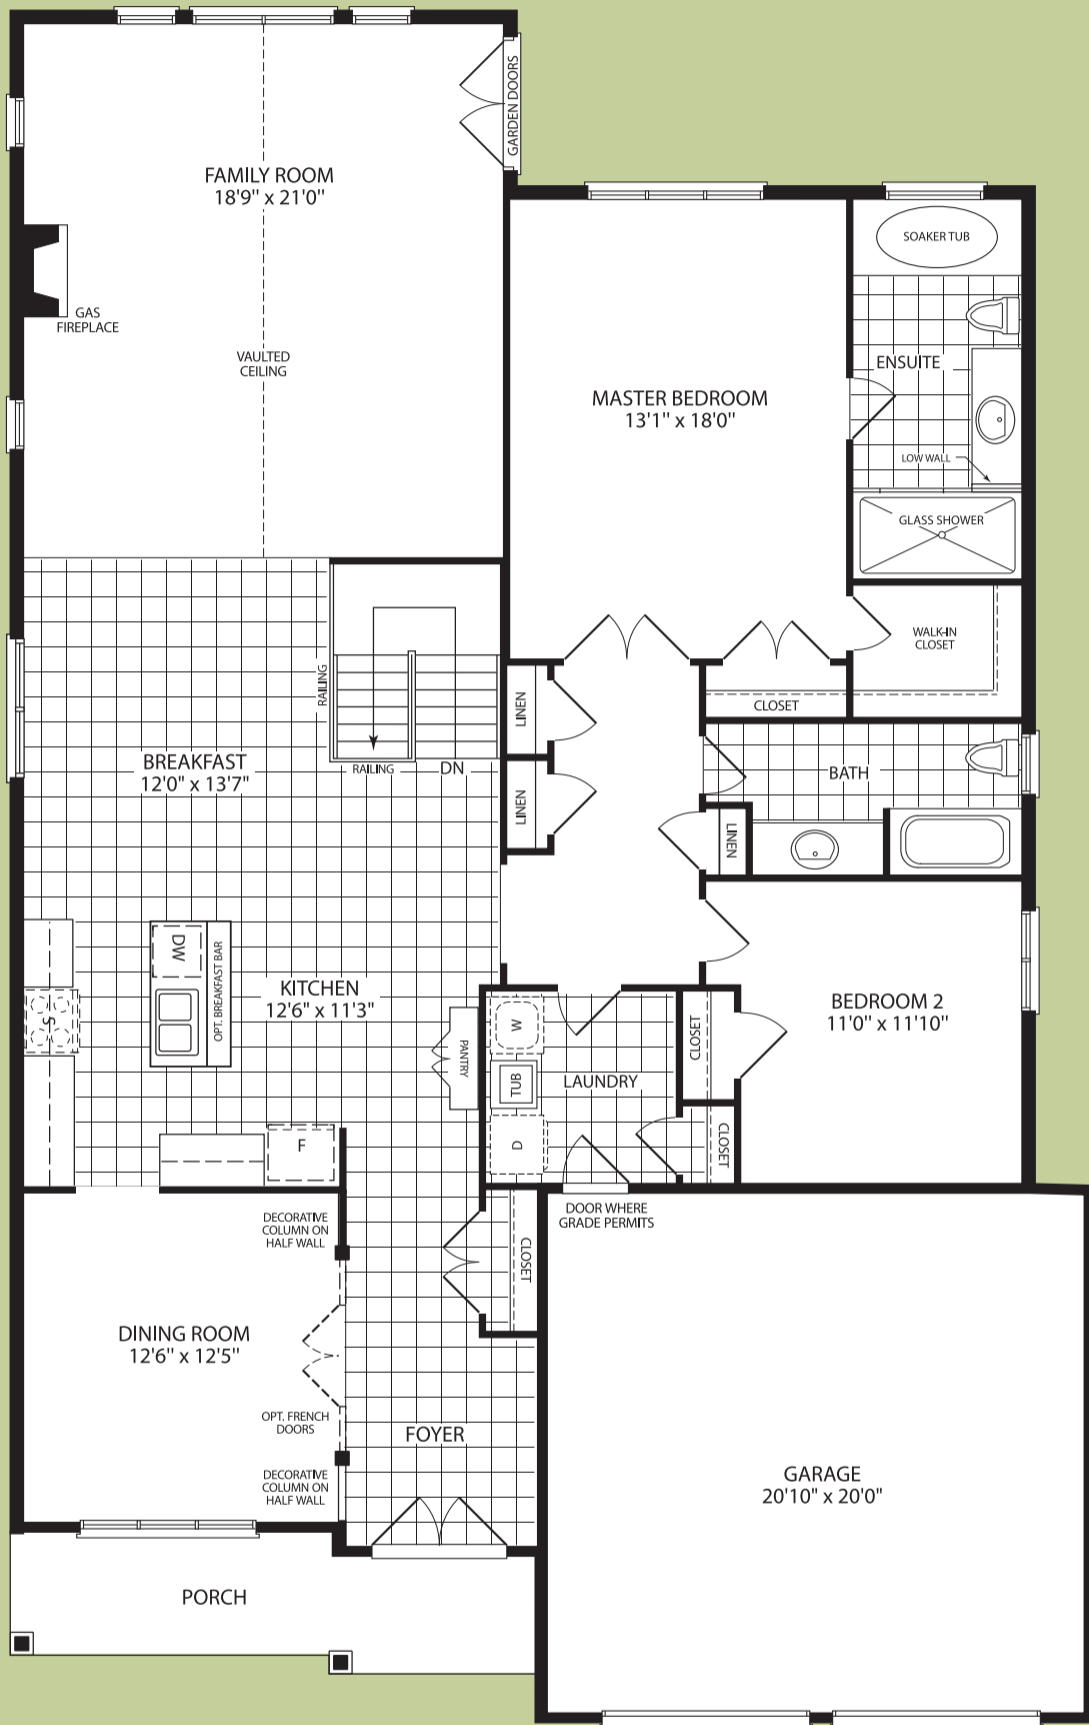 GARDEN DOORS
FAMILY ROOM
18'9" x 21'0"
SOAKER TUB
GAS
FIREPLACE
VAULTED
CEILING
ENSUITE
MASTER BEDROOM
13'1" x 18'0"
LOW WALL
GLASS SHOWER
WALK-IN
CLOSET
RAILING
LINEN
CLOSET
BREAKFAST
12'0" x 13'7"
RAILING
DN
BATH
LINEN
LINEN
DW
OPT. BREAKFAST BAR
KITCHEN
12'6" x 11'3"
BEDROOM 2
11'0" x 11'10"
S
W
PANTRY
CLOSET
TUB
LAUNDRY
F
D
CLOSET
DECORATIVE
COLUMN ON
HALF WALL
DOOR WHERE
GRADE PERMITS
CLOSET
DINING ROOM
12'6" x 12'5"
OPT. FRENCH
DOORS
FOYER
DECORATIVE
COLUMN ON
HALF WALL
GARAGE
20'10" x 20'0"
PORCH